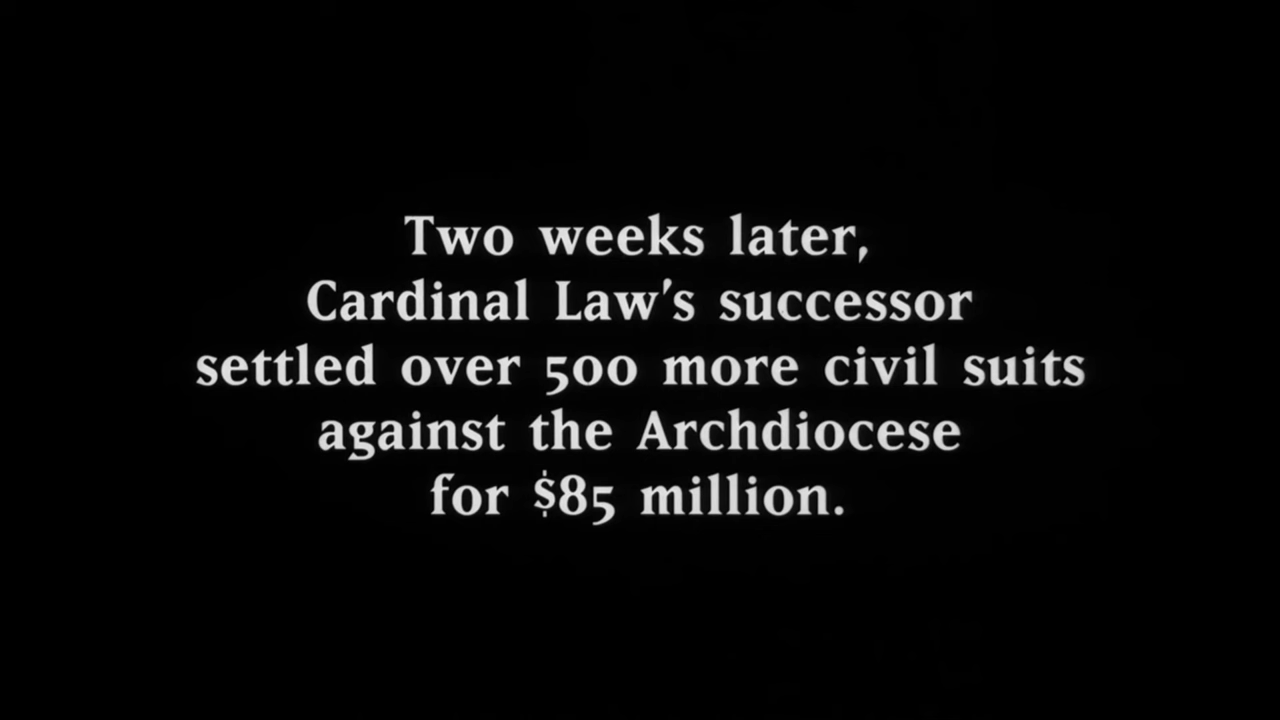 Two weeks later,
Cardinal Law's successor
settled over 500 more civil suits
against the Archdiocese
for $85 million.